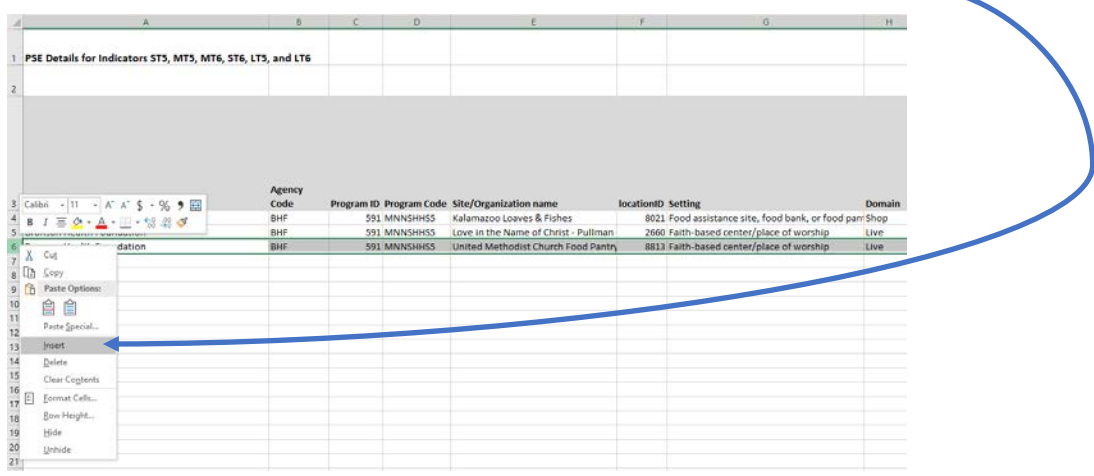 A B C D E F G H
1 PSE Details for Indicators ST5, MT5, MT6, ST6, LT5, and LT6
2
Agency
3 Code Program ID Program Code Site/Organization name locationID Setting Domain
Calibri 11 A A $ % 9
4 BHF 591 MNNSHHS5 Kalamazoo Loaves & Fishes 8021 Food assistance site, food bank, or food pan Shop
B I A
5 BHF 591 MNNSHHS5 Love in the Name of Christ - Pullman 2660 Faith-based center/place of worship Live
6 BHF 591 MNNSHHS5 United Methodist Church Food Pantry 8813 Faith-based center/place of worship Live
7 Cut
8 Copy
9 Paste Options:
10
11
Paste Special...
12
13 Insert
14 Delete
15 Clear Contents
16
17 Format Cells...
18 Row Height...
19 Hide
20 Unhide
21